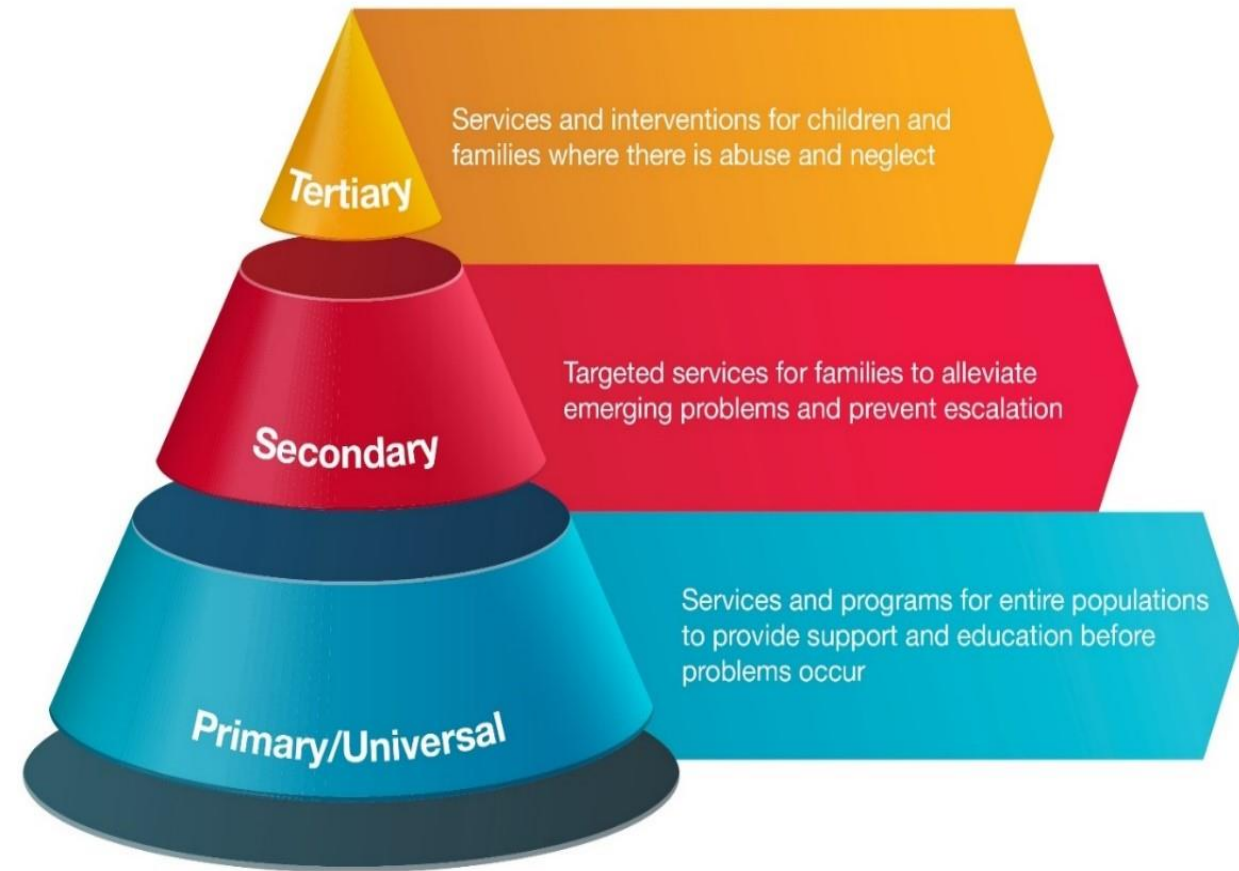 Tertiary
Services and interventions for children and
families where there is abuse and neglect
Secondary
Targeted services for families to alleviate
emerging problems and prevent escalation
Primary/Universal
Services and programs for entire populations
to provide support and education before
problems occur